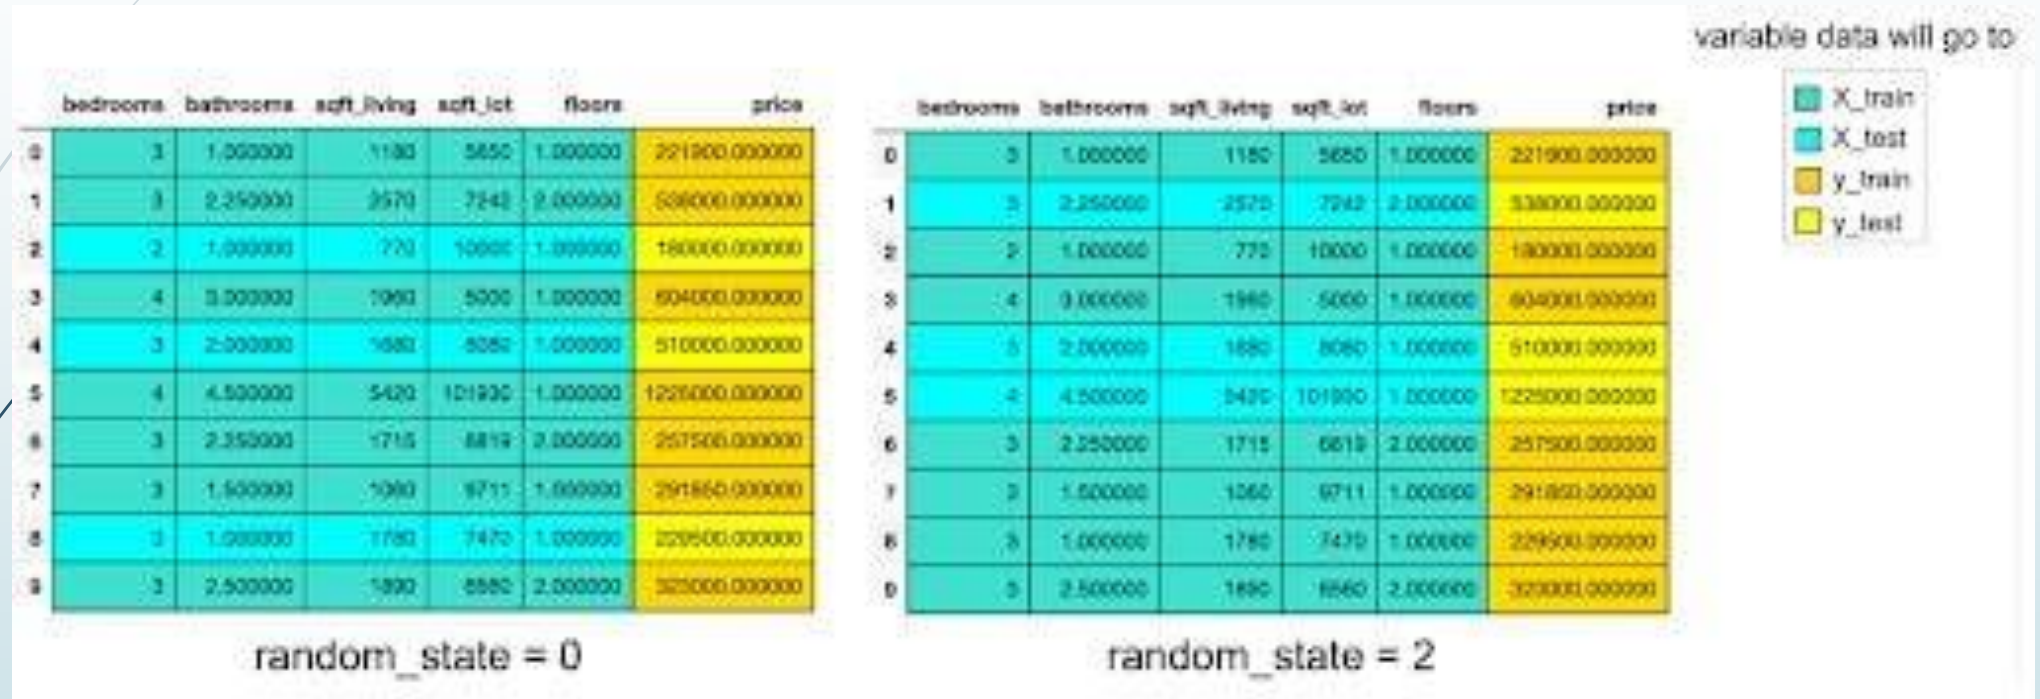 variable data will go to
X_train
X_test
y_train
y_test
bedrooms bathrooms sqft_living sqft_lot floors price
0 3 1.000000 1180 5650 1.000000 221900.000000
1 3 2.250000 2570 7242 2.000000 538000.000000
2 2 1.000000 770 10000 1.000000 180000.000000
3 4 3.000000 1960 5000 1.000000 604000.000000
4 3 2.000000 1680 8080 1.000000 510000.000000
5 4 4.500000 5420 101930 1.000000 1225000.000000
6 3 2.250000 1715 6819 2.000000 257500.000000
7 3 1.500000 1060 9711 1.000000 291850.000000
8 3 1.000000 1780 7470 1.000000 229500.000000
9 3 2.500000 1890 6560 2.000000 323000.000000
random_state = 0
bedrooms bathrooms sqft_living sqft_lot floors price
0 3 1.000000 1180 5650 1.000000 221900.000000
1 3 2.250000 2570 7242 2.000000 538000.000000
2 2 1.000000 770 10000 1.000000 180000.000000
3 4 3.000000 1960 5000 1.000000 604000.000000
4 3 2.000000 1680 8080 1.000000 510000.000000
5 4 4.500000 5420 101930 1.000000 1225000.000000
6 3 2.250000 1715 6819 2.000000 257500.000000
7 3 1.500000 1060 9711 1.000000 291850.000000
8 3 1.000000 1780 7470 1.000000 229500.000000
9 3 2.500000 1890 6560 2.000000 323000.000000
random_state = 2